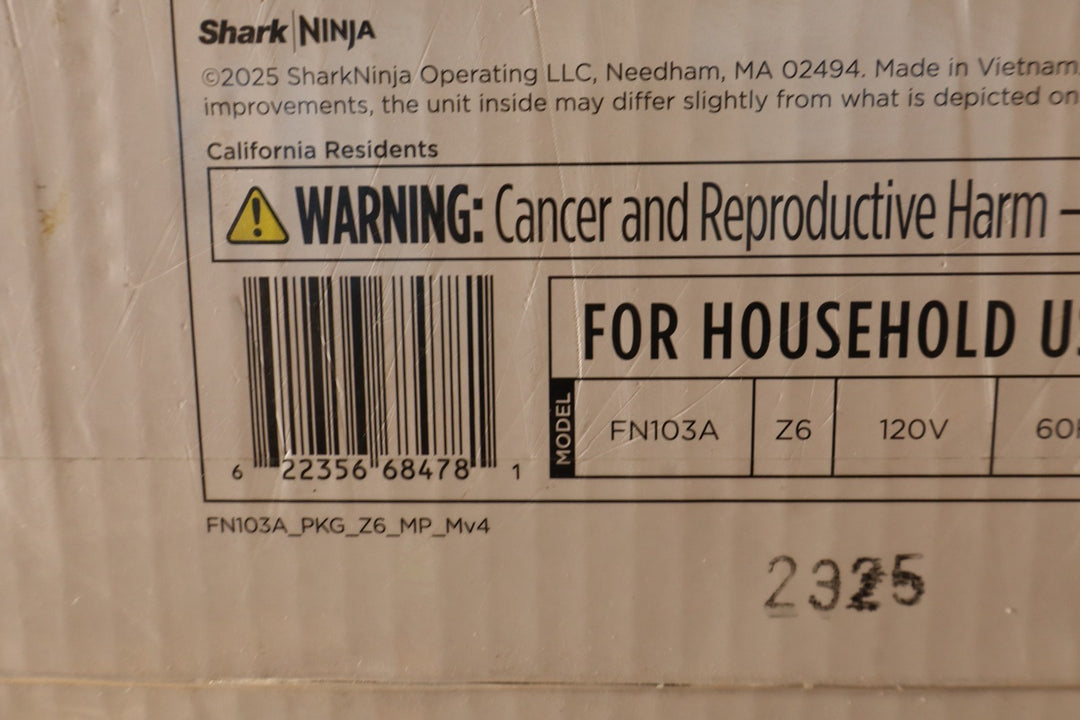 Shark NINJA
©2025 SharkNinja Operating LLC, Needham, MA 02494. Made in Vietnam
improvements, the unit inside may differ slightly from what is depicted on
California Residents
WARNING: Cancer and Reproductive Harm –
6 22356 68478 1
FOR HOUSEHOLD
MODEL FN103A Z6 120V
FN103A_PKG_Z6_MP_Mv4
2325